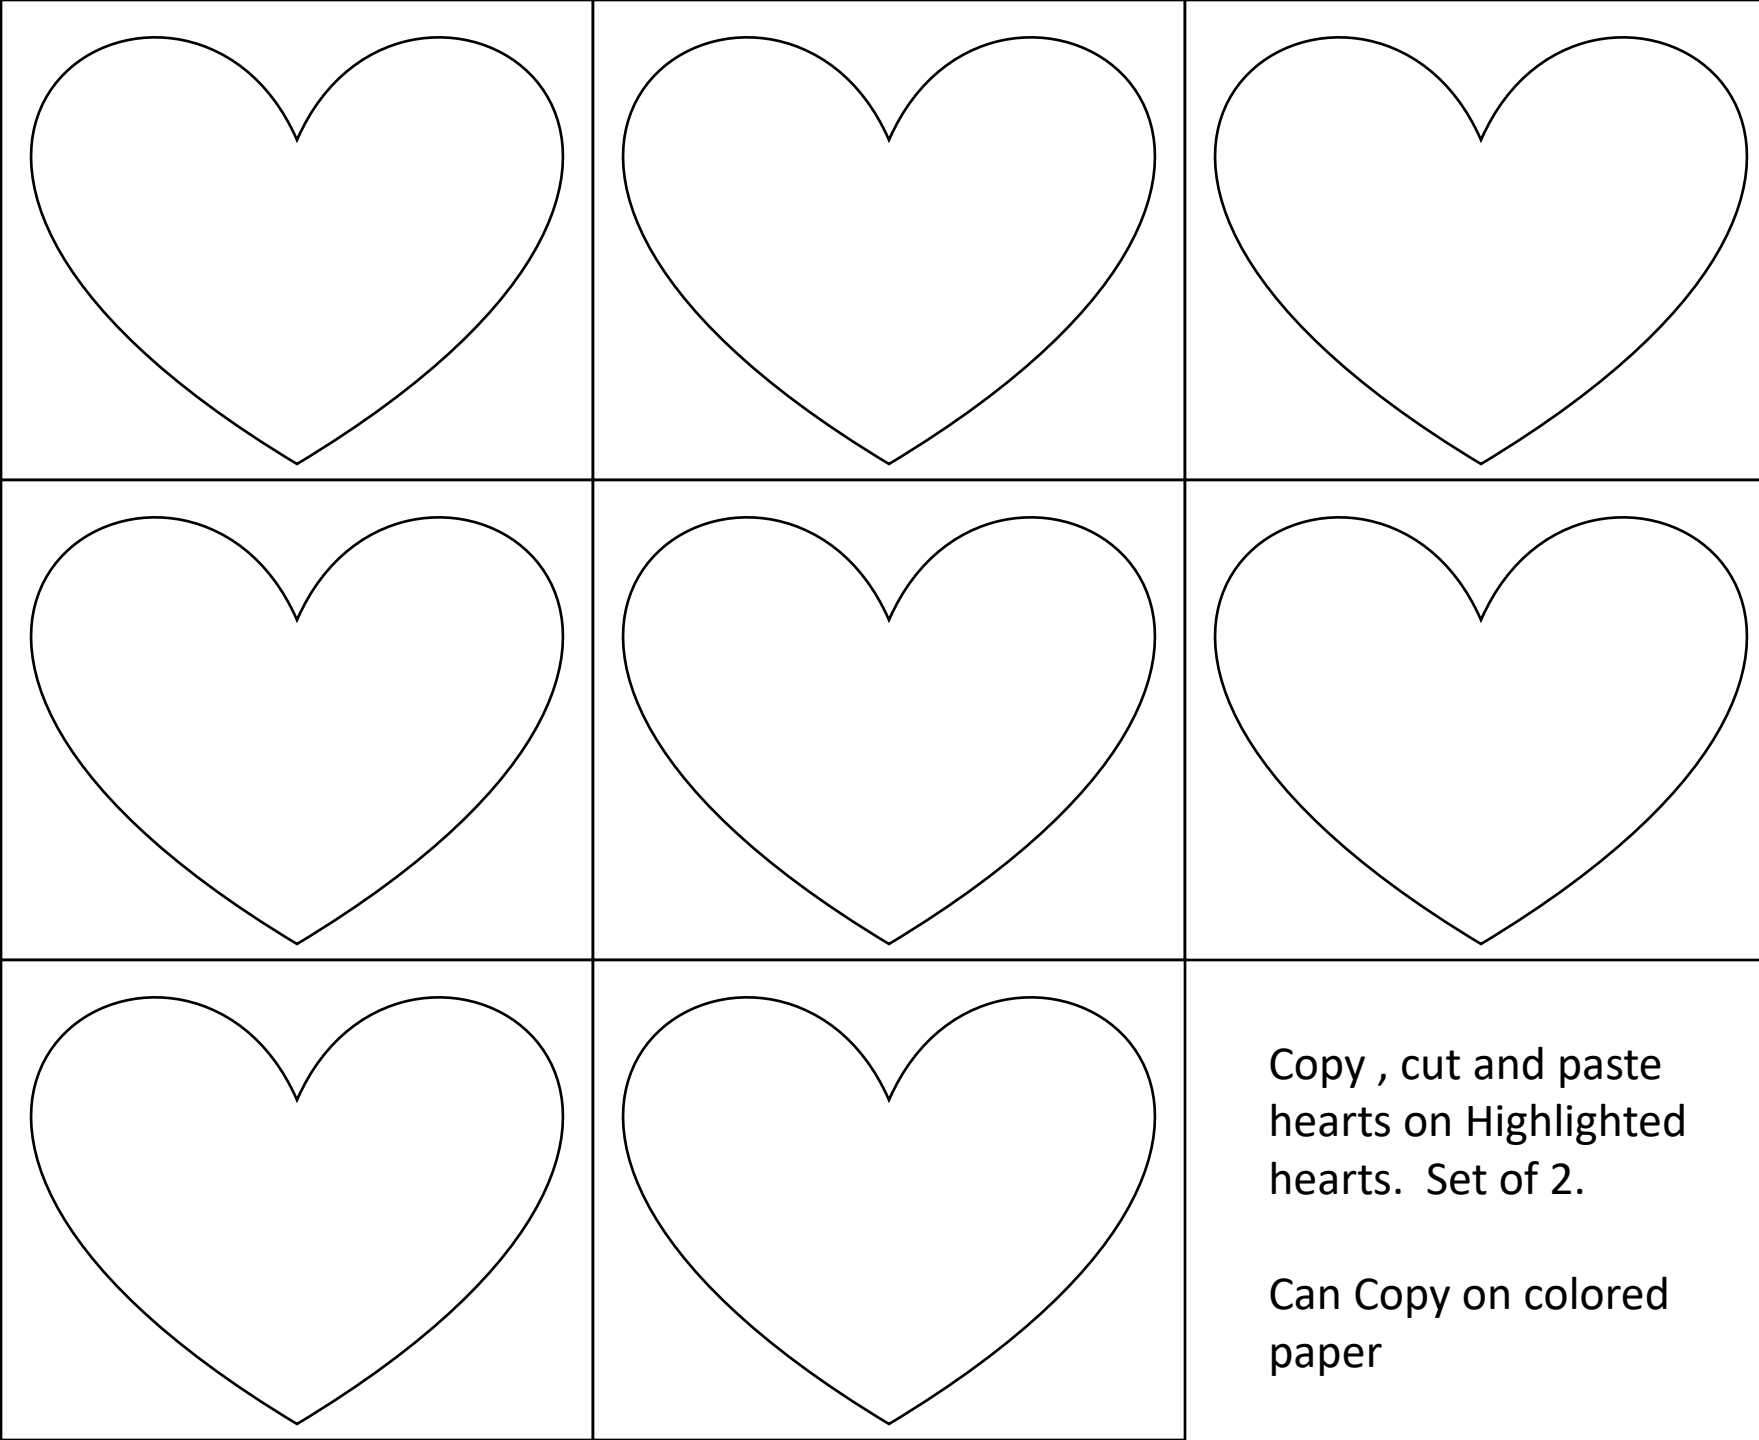 Copy , cut and paste
hearts on Highlighted
hearts.  Set of 2.
Can Copy on colored
paper